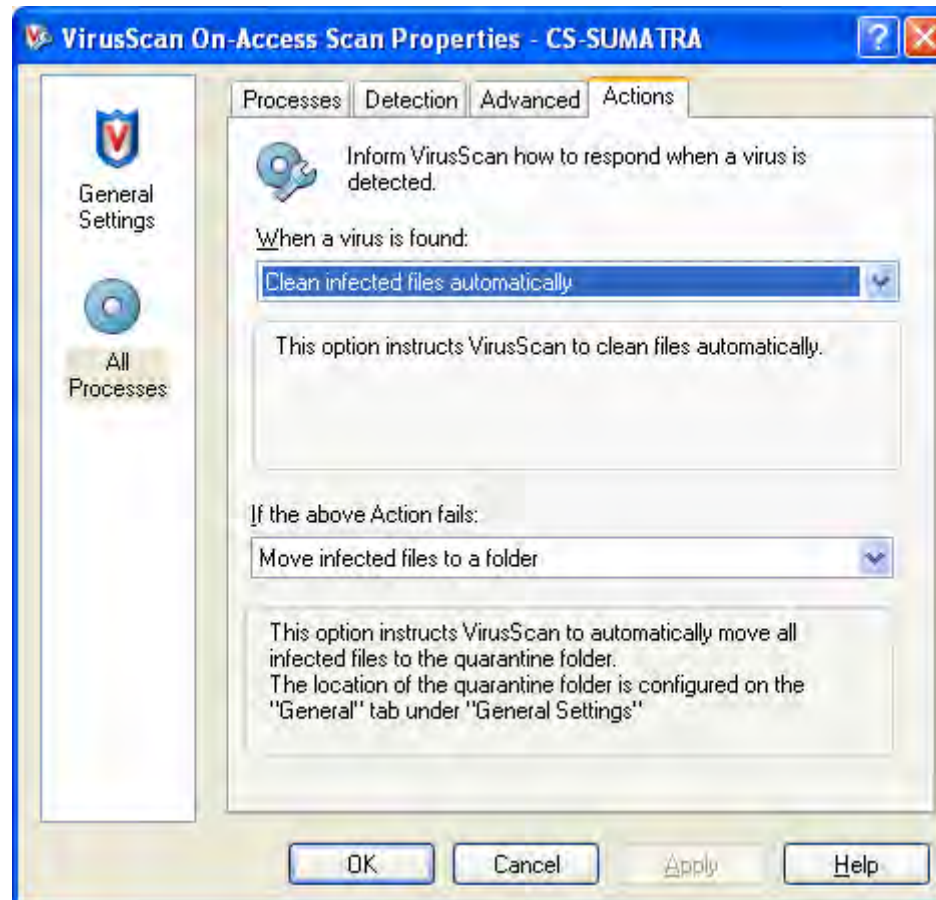 VirusScan On-Access Scan Properties - CS-SUMATRA
General
Settings
All
Processes
Processes Detection Advanced Actions
Inform VirusScan how to respond when a virus is
detected.
When a virus is found:
Clean infected files automatically
This option instructs VirusScan to clean files automatically.
If the above Action fails:
Move infected files to a folder
This option instructs VirusScan to automatically move all
infected files to the quarantine folder.
The location of the quarantine folder is configured on the
"General" tab under "General Settings"
OK Cancel Apply Help